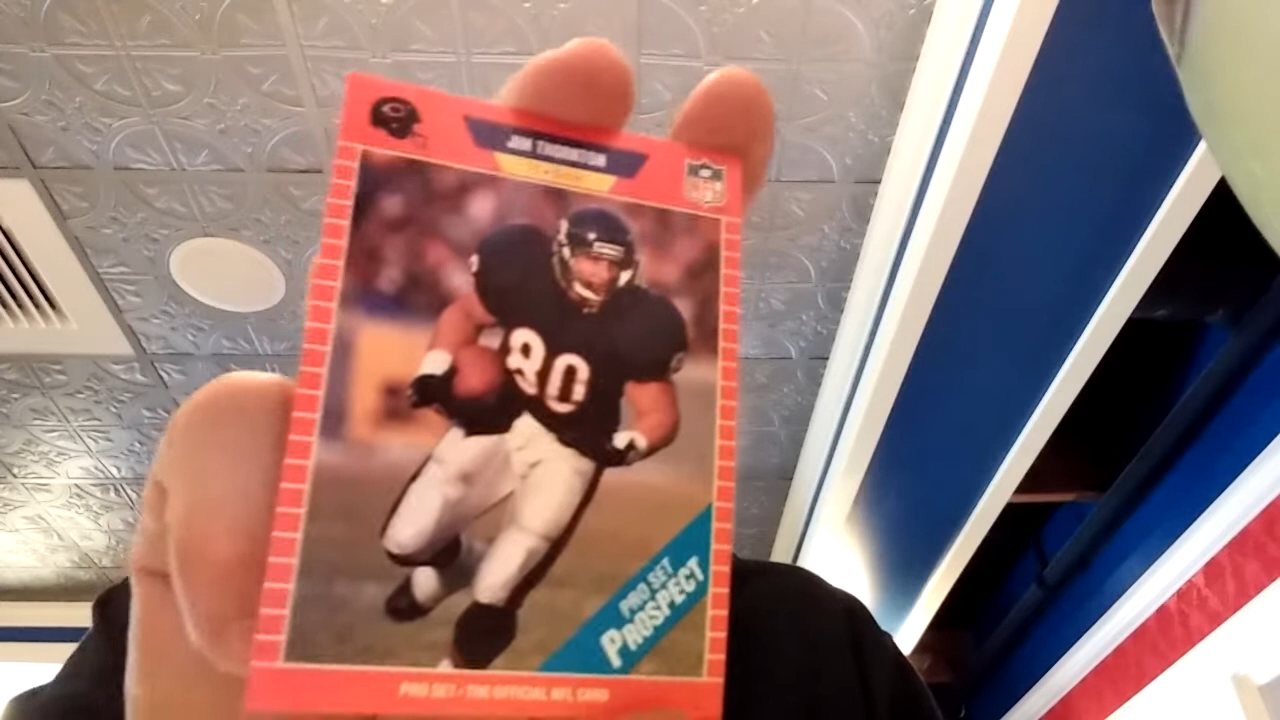 JIM THORNTON
80
PRO SET
PROSPECT
PRO SET • THE OFFICIAL NFL CARD